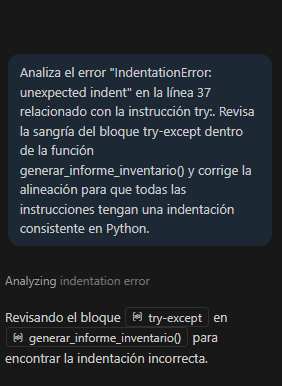 Analiza el error "IndentationError:
unexpected indent" en la línea 37
relacionado con la instrucción try:. Revisa
la sangría del bloque try-except dentro
de la función
generar_informe_inventario() y corrige la
alineación para que todas las
instrucciones tengan una indentación
consistente en Python.
Analyzing indentation error
Revisando el bloque try-except en
generar_informe_inventario() para
encontrar la indentación incorrecta.